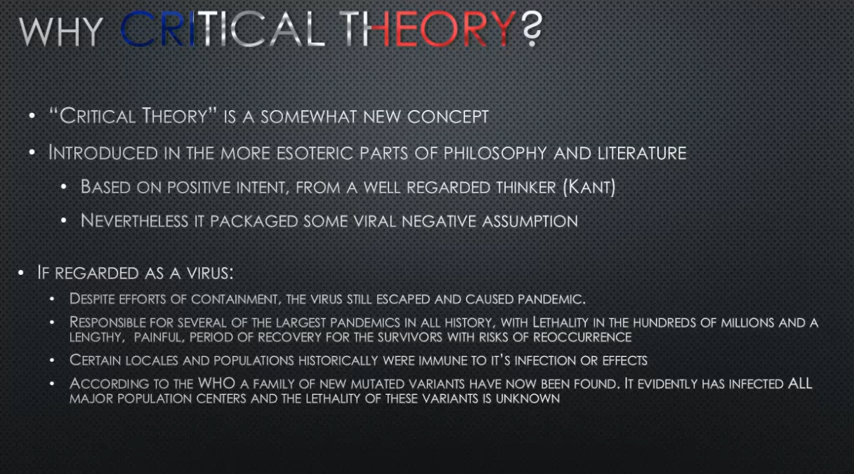 WHY CRITICAL THEORY?
• "CRITICAL THEORY" IS A SOMEWHAT NEW CONCEPT
• INTRODUCED IN THE MORE ESOTERIC PARTS OF PHILOSOPHY AND LITERATURE
• BASED ON POSITIVE INTENT, FROM A WELL REGARDED THINKER (KANT)
• NEVERTHELESS IT PACKAGED SOME VIRAL NEGATIVE ASSUMPTION
• IF REGARDED AS A VIRUS:
• DESPITE EFFORTS OF CONTAINMENT, THE VIRUS STILL ESCAPED AND CAUSED PANDEMIC.
• RESPONSIBLE FOR SEVERAL OF THE LARGEST PANDEMICS IN ALL HISTORY, WITH LETHALITY IN THE HUNDREDS OF MILLIONS AND A
LENGTHY, PAINFUL, PERIOD OF RECOVERY FOR THE SURVIVORS WITH RISKS OF REOCCURRENCE
• CERTAIN LOCALES AND POPULATIONS HISTORICALLY WERE IMMUNE TO IT'S INFECTION OR EFFECTS
• ACCORDING TO THE WHO A FAMILY OF NEW MUTATED VARIANTS HAVE NOW BEEN FOUND. IT EVIDENTLY HAS INFECTED ALL
MAJOR POPULATION CENTERS AND THE LETHALITY OF THESE VARIANTS IS UNKNOWN